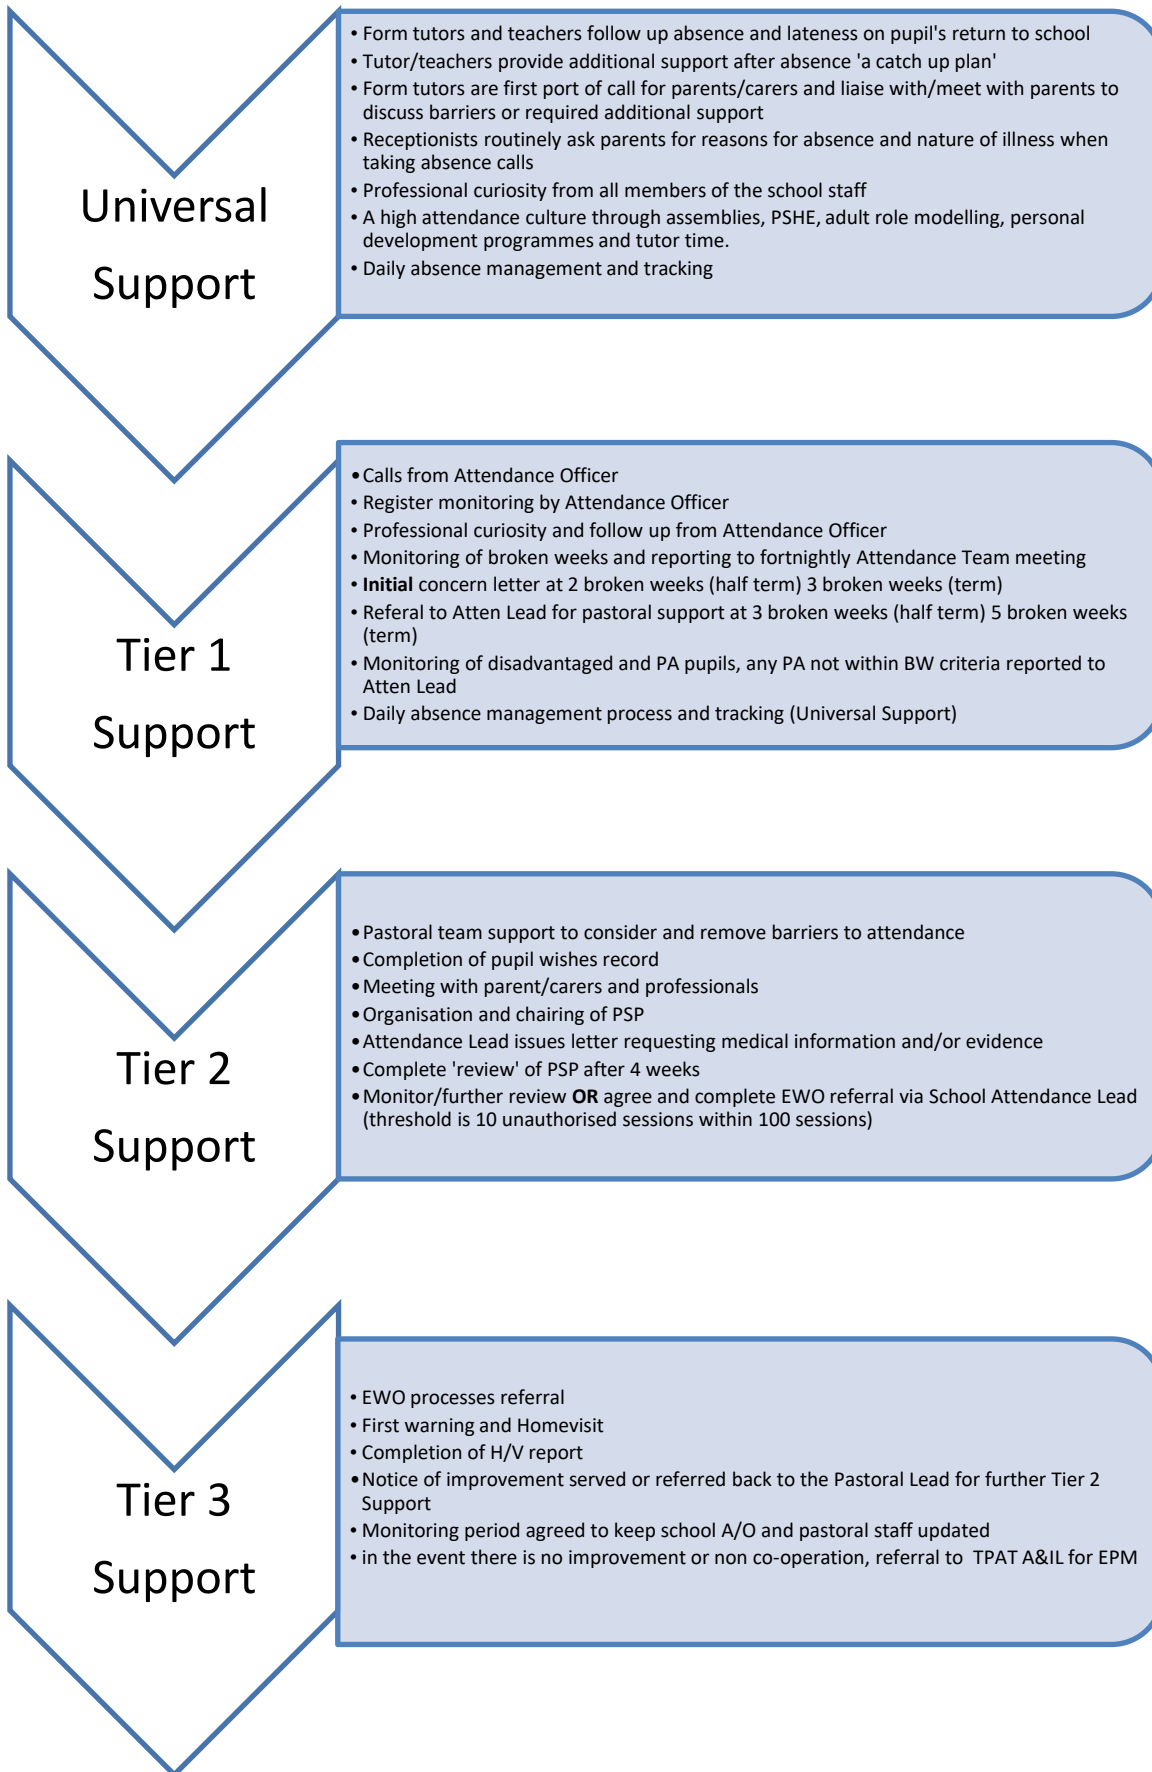 Universal
Support
• Form tutors and teachers follow up absence and lateness on pupil's return to school
• Tutor/teachers provide additional support after absence 'a catch up plan'
• Form tutors are first port of call for parents/carers and liaise with/meet with parents to
discuss barriers or required additional support
• Receptionists routinely ask parents for reasons for absence and nature of illness when
taking absence calls
• Professional curiosity from all members of the school staff
• A high attendance culture through assemblies, PSHE, adult role modelling, personal
development programmes and tutor time.
• Daily absence management and tracking
Tier 1
Support
• Calls from Attendance Officer
• Register monitoring by Attendance Officer
• Professional curiosity and follow up from Attendance Officer
• Monitoring of broken weeks and reporting to fortnightly Attendance Team meeting
• Initial concern letter at 2 broken weeks (half term) 3 broken weeks (term)
• Referal to Atten Lead for pastoral support at 3 broken weeks (half term) 5 broken weeks
(term)
• Monitoring of disadvantaged and PA pupils, any PA not within BW criteria reported to
Atten Lead
• Daily absence management process and tracking (Universal Support)
Tier 2
Support
• Pastoral team support to consider and remove barriers to attendance
• Completion of pupil wishes record
• Meeting with parent/carers and professionals
• Organisation and chairing of PSP
• Attendance Lead issues letter requesting medical information and/or evidence
• Complete 'review' of PSP after 4 weeks
• Monitor/further review OR agree and complete EWO referral via School Attendance Lead
(threshold is 10 unauthorised sessions within 100 sessions)
Tier 3
Support
• EWO processes referral
• First warning and Homevisit
• Completion of H/V report
• Notice of improvement served or referred back to the Pastoral Lead for further Tier 2
Support
• Monitoring period agreed to keep school A/O and pastoral staff updated
• in the event there is no improvement or non co-operation, referral to TPAT A&IL for EPM